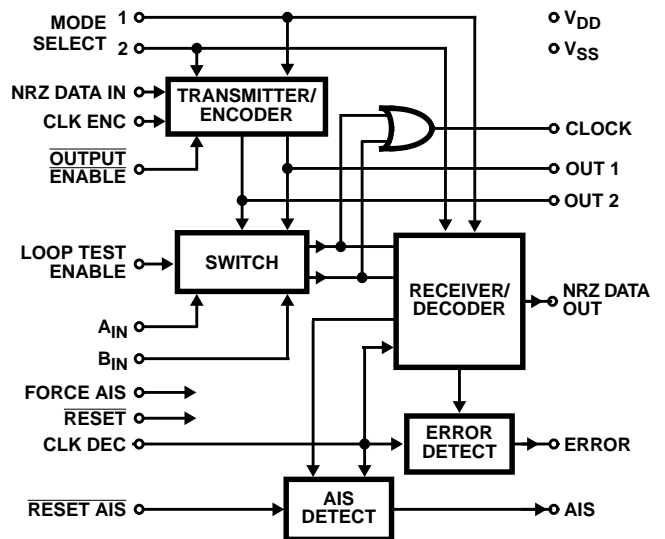 MODE SELECT
1
2
V_DD
V_SS
NRZ DATA IN
CLK ENC
OUTPUT
ENABLE
TRANSMITTER/
ENCODER
CLOCK
OUT 1
OUT 2
LOOP TEST
ENABLE
SWITCH
RECEIVER/
DECODER
NRZ DATA
OUT
A_IN
B_IN
FORCE AIS
RESET
CLK DEC
ERROR
DETECT
ERROR
RESET AIS
AIS
DETECT
AIS